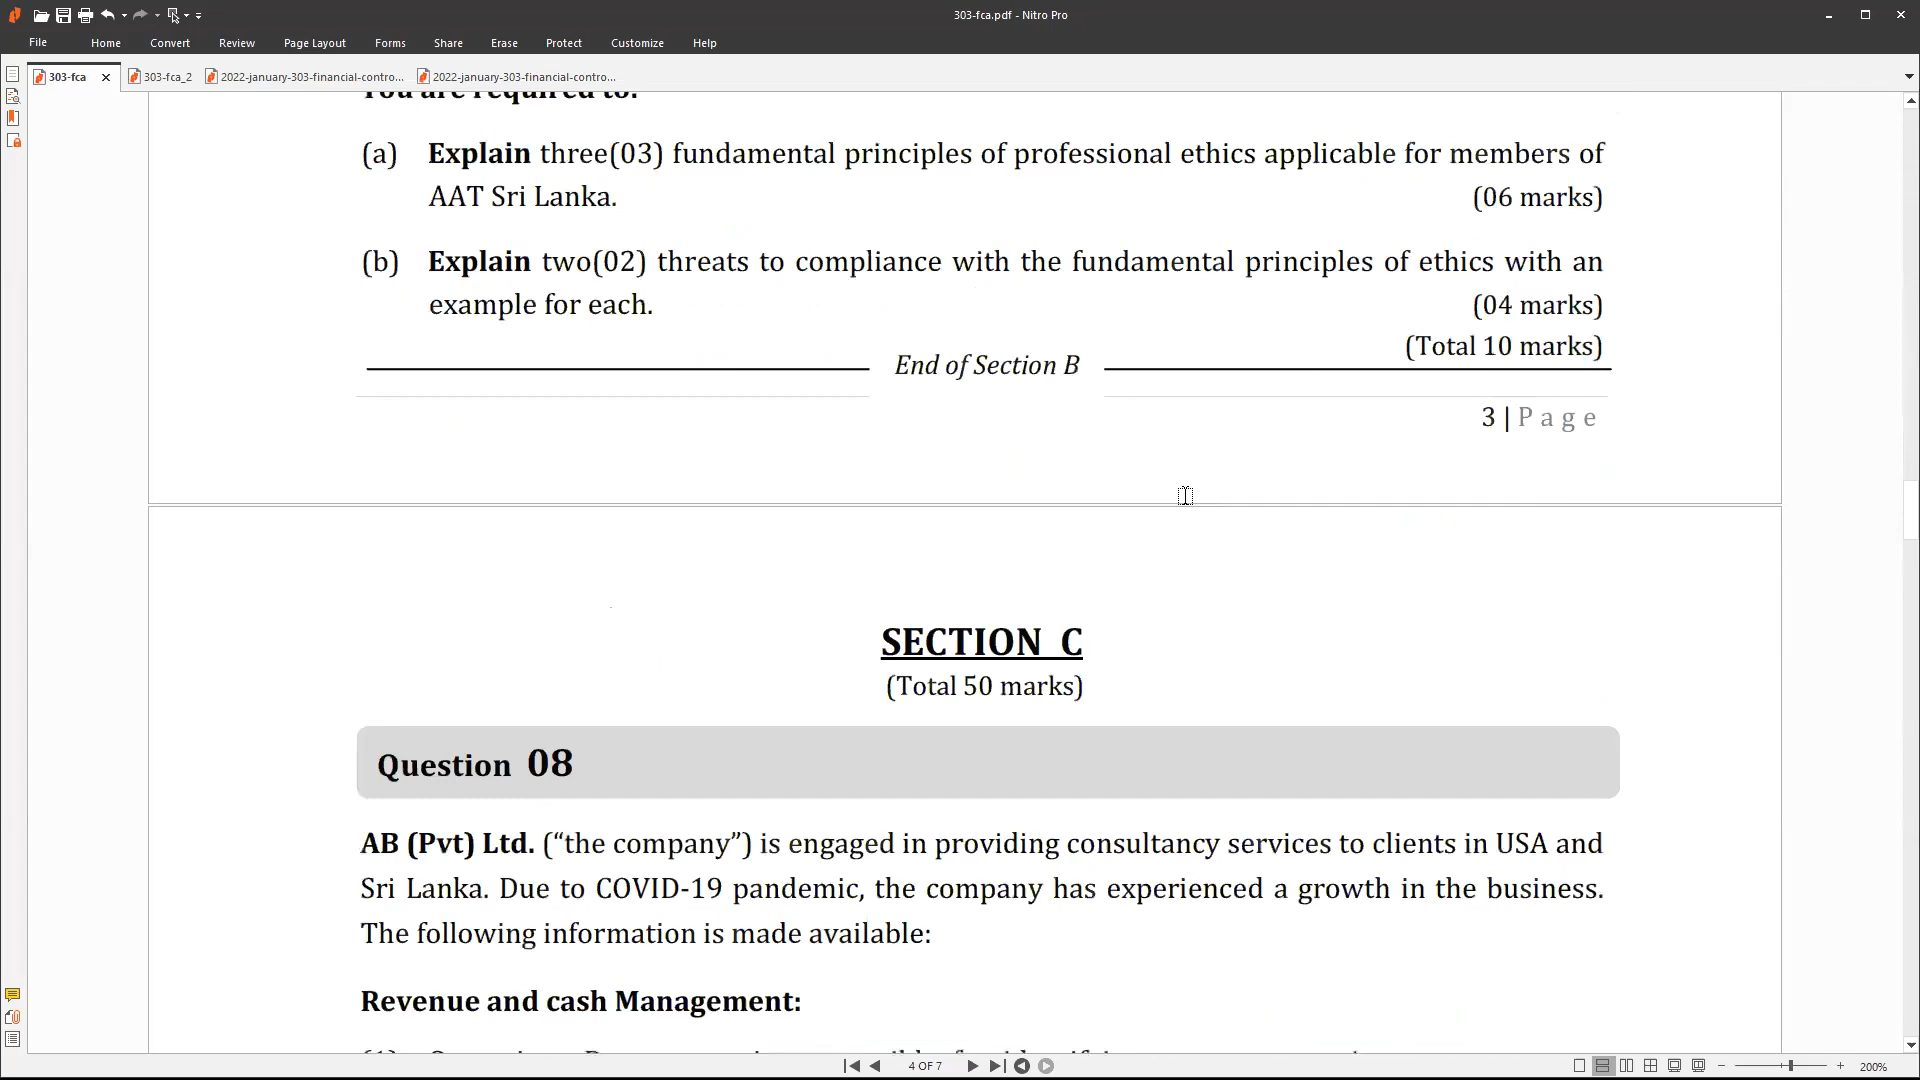 303-fca.pdf - Nitro Pro
File Home Convert Review Page Layout Forms Share Erase Protect Customize Help
303-fca 303-fca_2 2022-january-303-financial-contro... 2022-january-303-financial-contro...
You are required to:
(a) Explain three(03) fundamental principles of professional ethics applicable for members of
AAT Sri Lanka. (06 marks)
(b) Explain two(02) threats to compliance with the fundamental principles of ethics with an
example for each. (04 marks)
(Total 10 marks)
End of Section B
3 | Page
SECTION C
(Total 50 marks)
Question 08
AB (Pvt) Ltd. (“the company”) is engaged in providing consultancy services to clients in USA and
Sri Lanka. Due to COVID-19 pandemic, the company has experienced a growth in the business.
The following information is made available:
Revenue and cash Management:
4 OF 7
200%